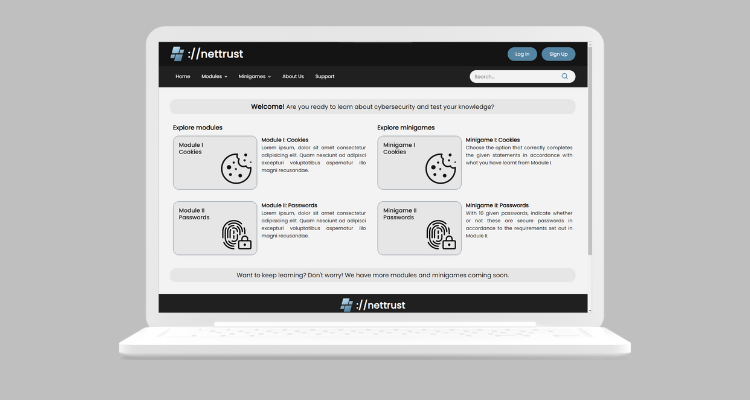 ://nettrust
Log in
Sign Up
Home
Modules
Minigames
About Us
Support
Search...
Welcome! Are you ready to learn about cybersecurity and test your knowledge?
Explore modules
Module I
Cookies
Module I: Cookies
Lorem ipsum, dolor sit amet consectetur
adipisicing elit. Quam nesciunt ad adipisci
excepturi voluptatibus aspernatur illo
magni recusandae.
Module II
Passwords
Module II: Passwords
Lorem ipsum, dolor sit amet consectetur
adipisicing elit. Quam nesciunt ad adipisci
excepturi voluptatibus aspernatur illo
magni recusandae.
Explore minigames
Minigame I
Cookies
Minigame I: Cookies
Choose the option that correctly completes
the given statements in accordance with
what you have learnt from Module I.
Minigame II
Passwords
Minigame II: Passwords
With 10 given passwords, indicate whether
or not these are secure passwords in
accordance to the requirements set out in
Module II.
Want to keep learning? Don't worry! We have more modules and minigames coming soon.
://nettrust